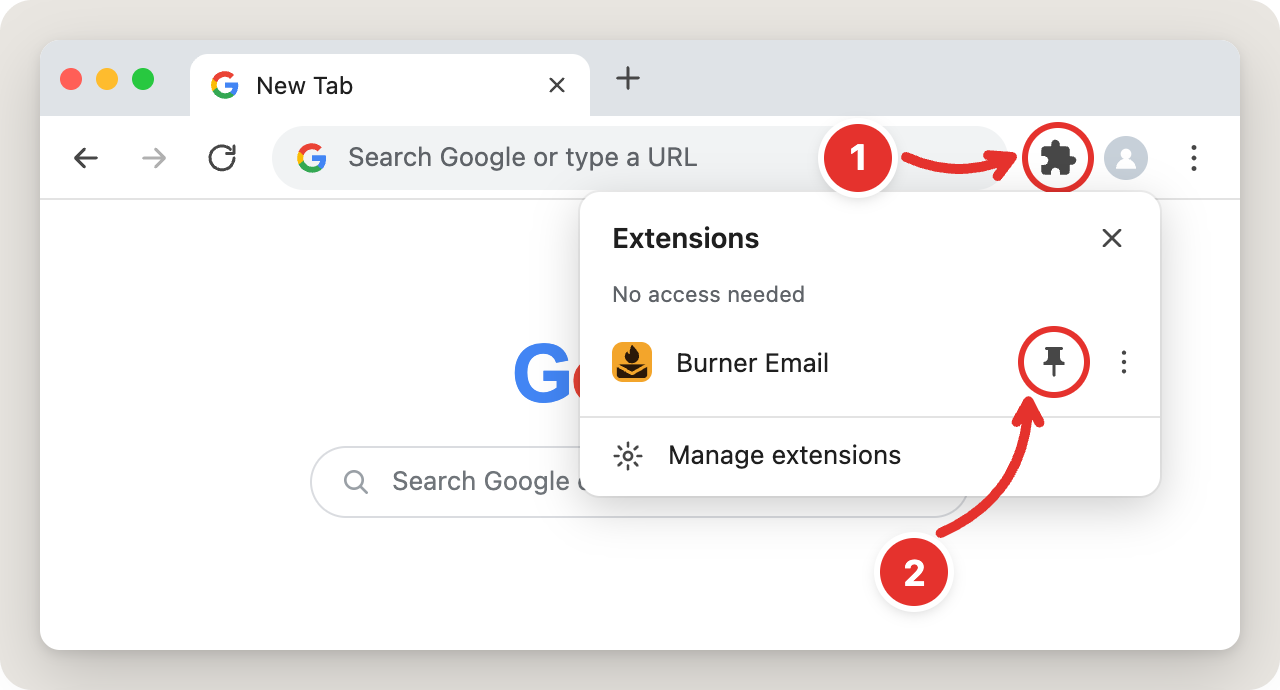 New Tab
Search Google or type a URL
1
Extensions
No access needed
Burner Email
Manage extensions
Search Google
2